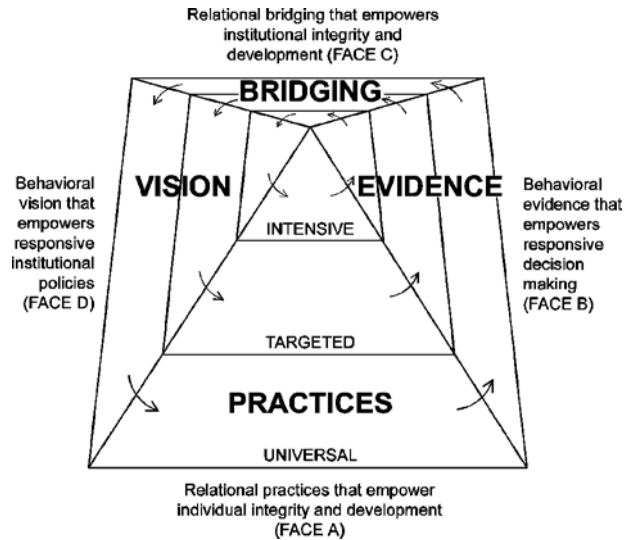 Relational bridging that empowers
institutional integrity and
development (FACE C)
BRIDGING
VISION
EVIDENCE
Behavioral
vision that
empowers
responsive
institutional
policies
(FACE D)
Behavioral
evidence that
empowers
responsive
decision
making
(FACE B)
INTENSIVE
TARGETED
PRACTICES
UNIVERSAL
Relational practices that empower
individual integrity and development
(FACE A)